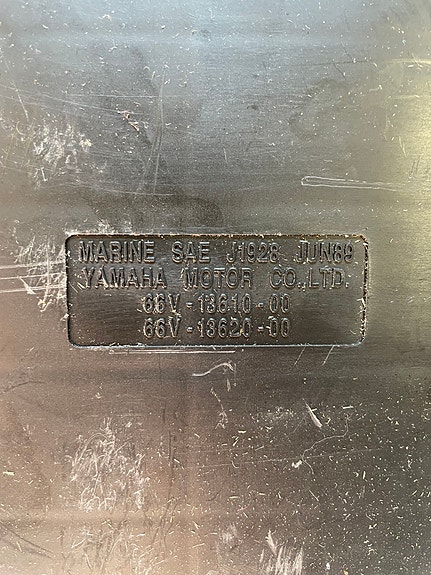 MARINE SAE J1928 JUN89
YAMAHA MOTOR CO.,LTD.
66V-13610-00
66V-13620-00